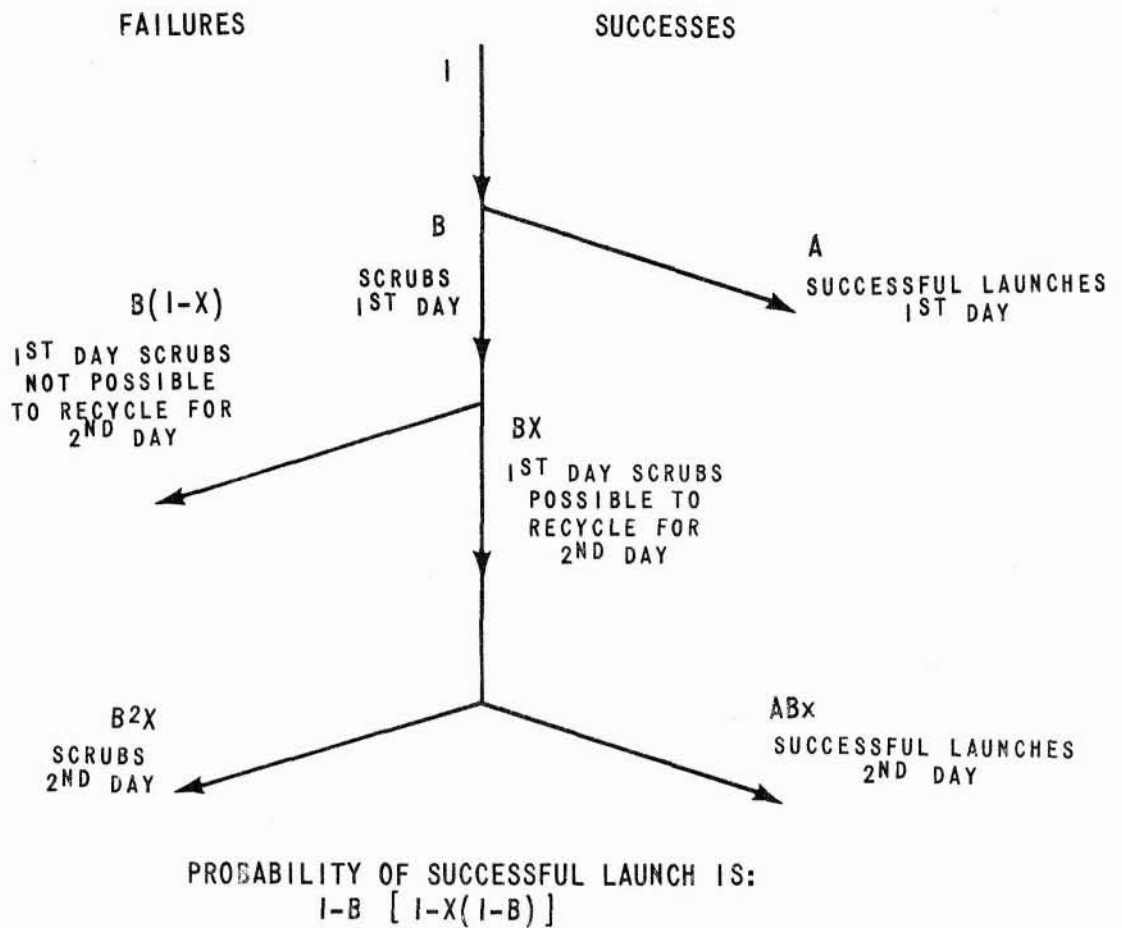 FAILURES
SUCCESSES
1
B
SCRUBS
1ST DAY
A
SUCCESSFUL LAUNCHES
1ST DAY
B(1-X)
1ST DAY SCRUBS
NOT POSSIBLE
TO RECYCLE FOR
2ND DAY
BX
1ST DAY SCRUBS
POSSIBLE TO
RECYCLE FOR
2ND DAY
B²X
SCRUBS
2ND DAY
ABx
SUCCESSFUL LAUNCHES
2ND DAY
PROBABILITY OF SUCCESSFUL LAUNCH IS:
1-B [ 1-X(1-B)]